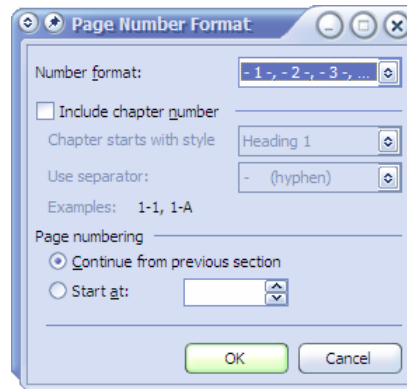 Page Number Format
Number format: - 1 -, - 2 -, - 3 -, ...
Include chapter number
Chapter starts with style Heading 1
Use separator: - (hyphen)
Examples: 1-1, 1-A
Page numbering
Continue from previous section
Start at:
OK Cancel